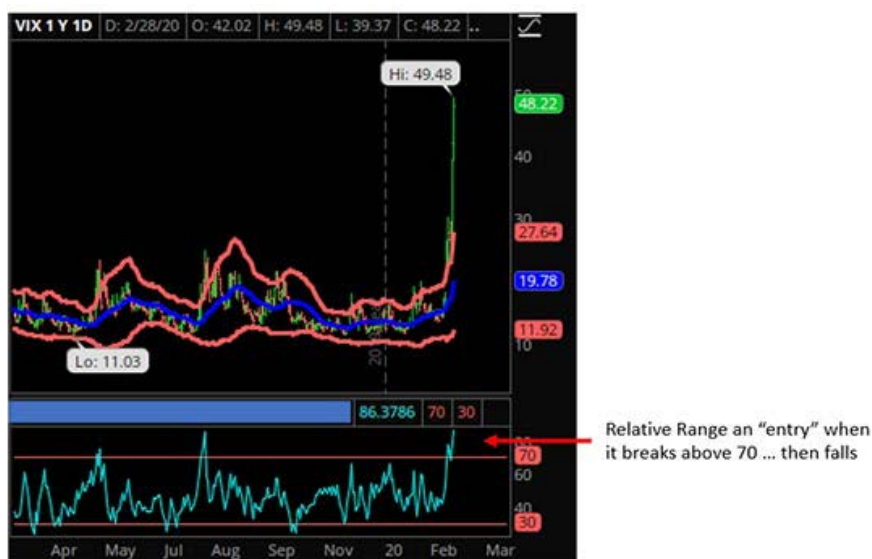 VIX 1 Y 1D D: 2/28/20 O: 42.02 H: 49.48 L: 39.37 C: 48.22 ..
Hi: 49.48
50
48.22
40
30
27.64
19.78
11.92
10
Lo: 11.03
86.3786 70 30
70
60
40
30
Relative Range an “entry” when
it breaks above 70 ... then falls
Apr May Jul Aug Sep Nov 20 Feb Mar